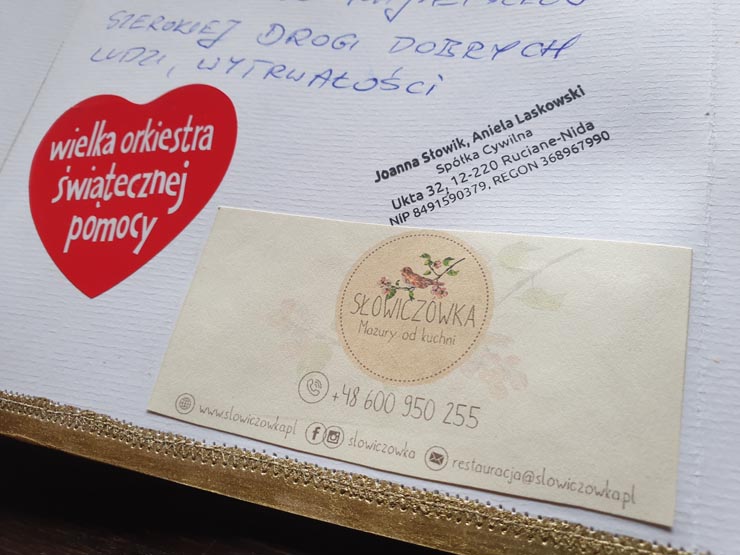 SZEROKIEJ DROGI DOBRYCH
LUDZI, WYTRWAŁOŚCI
wielka orkiestra
świątecznej
pomocy
Joanna Słowik, Aniela Laskowski
Spółka Cywilna
Ukta 32, 12-220 Ruciane-Nida
NIP 8491590379, REGON 368967990
SŁOWICZÓWKA
Mazury od kuchni
+48 600 950 255
www.slowiczowka.pl slowiczowka restauracja@slowiczowka.pl